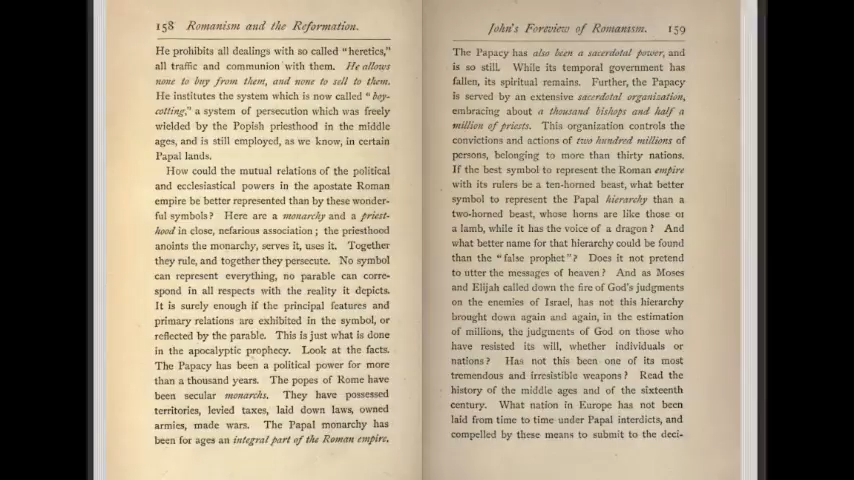 158 Romanism and the Reformation.
He prohibits all dealings with so called "heretics,"
all traffic and communion with them. He allows
none to buy from them, and none to sell to them.
He institutes the system which is now called "boy-
cotting," a system of persecution which was freely
wielded by the Popish priesthood in the middle
ages, and is still employed, as we know, in certain
Papal lands.
How could the mutual relations of the political
and ecclesiastical powers in the apostate Roman
empire be better represented than by these wonder-
ful symbols? Here are a monarchy and a priest-
hood in close, nefarious association; the priesthood
anoints the monarchy, serves it, uses it. Together
they rule, and together they persecute. No symbol
can represent everything, no parable can corre-
spond in all respects with the reality it depicts.
It is surely enough if the principal features and
primary relations are exhibited in the symbol, or
reflected by the parable. This is just what is done
in the apocalyptic prophecy. Look at the facts.
The Papacy has been a political power for more
than a thousand years. The popes of Rome have
been secular monarchs. They have possessed
territories, levied taxes, laid down laws, owned
armies, made wars. The Papal monarchy has
been for ages an integral part of the Roman empire.
John's Foreview of Romanism. 159
The Papacy has also been a sacerdotal power, and
is so still. While its temporal government has
fallen, its spiritual remains. Further, the Papacy
is served by an extensive sacerdotal organization,
embracing about a thousand bishops and half a
million of priests. This organization controls the
convictions and actions of two hundred millions of
persons, belonging to more than thirty nations.
If the best symbol to represent the Roman empire
with its rulers be a ten-horned beast, what better
symbol to represent the Papal hierarchy than a
two-horned beast, whose horns are like those of
a lamb, while it has the voice of a dragon? And
what better name for that hierarchy could be found
than the "false prophet"? Does it not pretend
to utter the messages of heaven? And as Moses
and Elijah called down the fire of God's judgments
on the enemies of Israel, has not this hierarchy
brought down again and again, in the estimation
of millions, the judgments of God on those who
have resisted its will, whether individuals or
nations? Has not this been one of its most
tremendous and irresistible weapons? Read the
history of the middle ages and of the sixteenth
century. What nation in Europe has not been
laid from time to time under Papal interdicts, and
compelled by these means to submit to the deci-